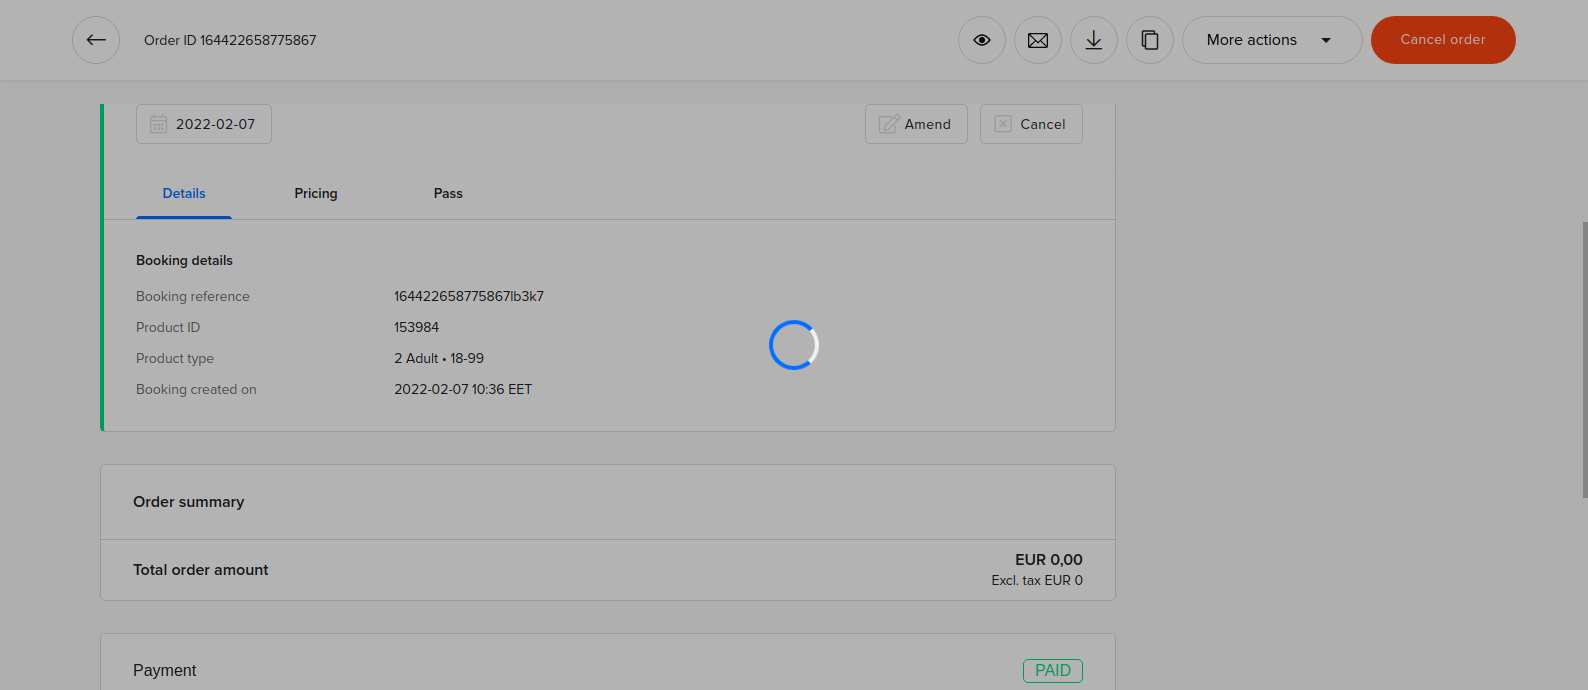 Order ID 164422658775867
More actions
Cancel order
2022-02-07
Amend
Cancel
Details
Pricing
Pass
Booking details
Booking reference 164422658775867lb3k7
Product ID 153984
Product type 2 Adult • 18-99
Booking created on 2022-02-07 10:36 EET
Order summary
Total order amount EUR 0,00
Excl. tax EUR 0
Payment PAID